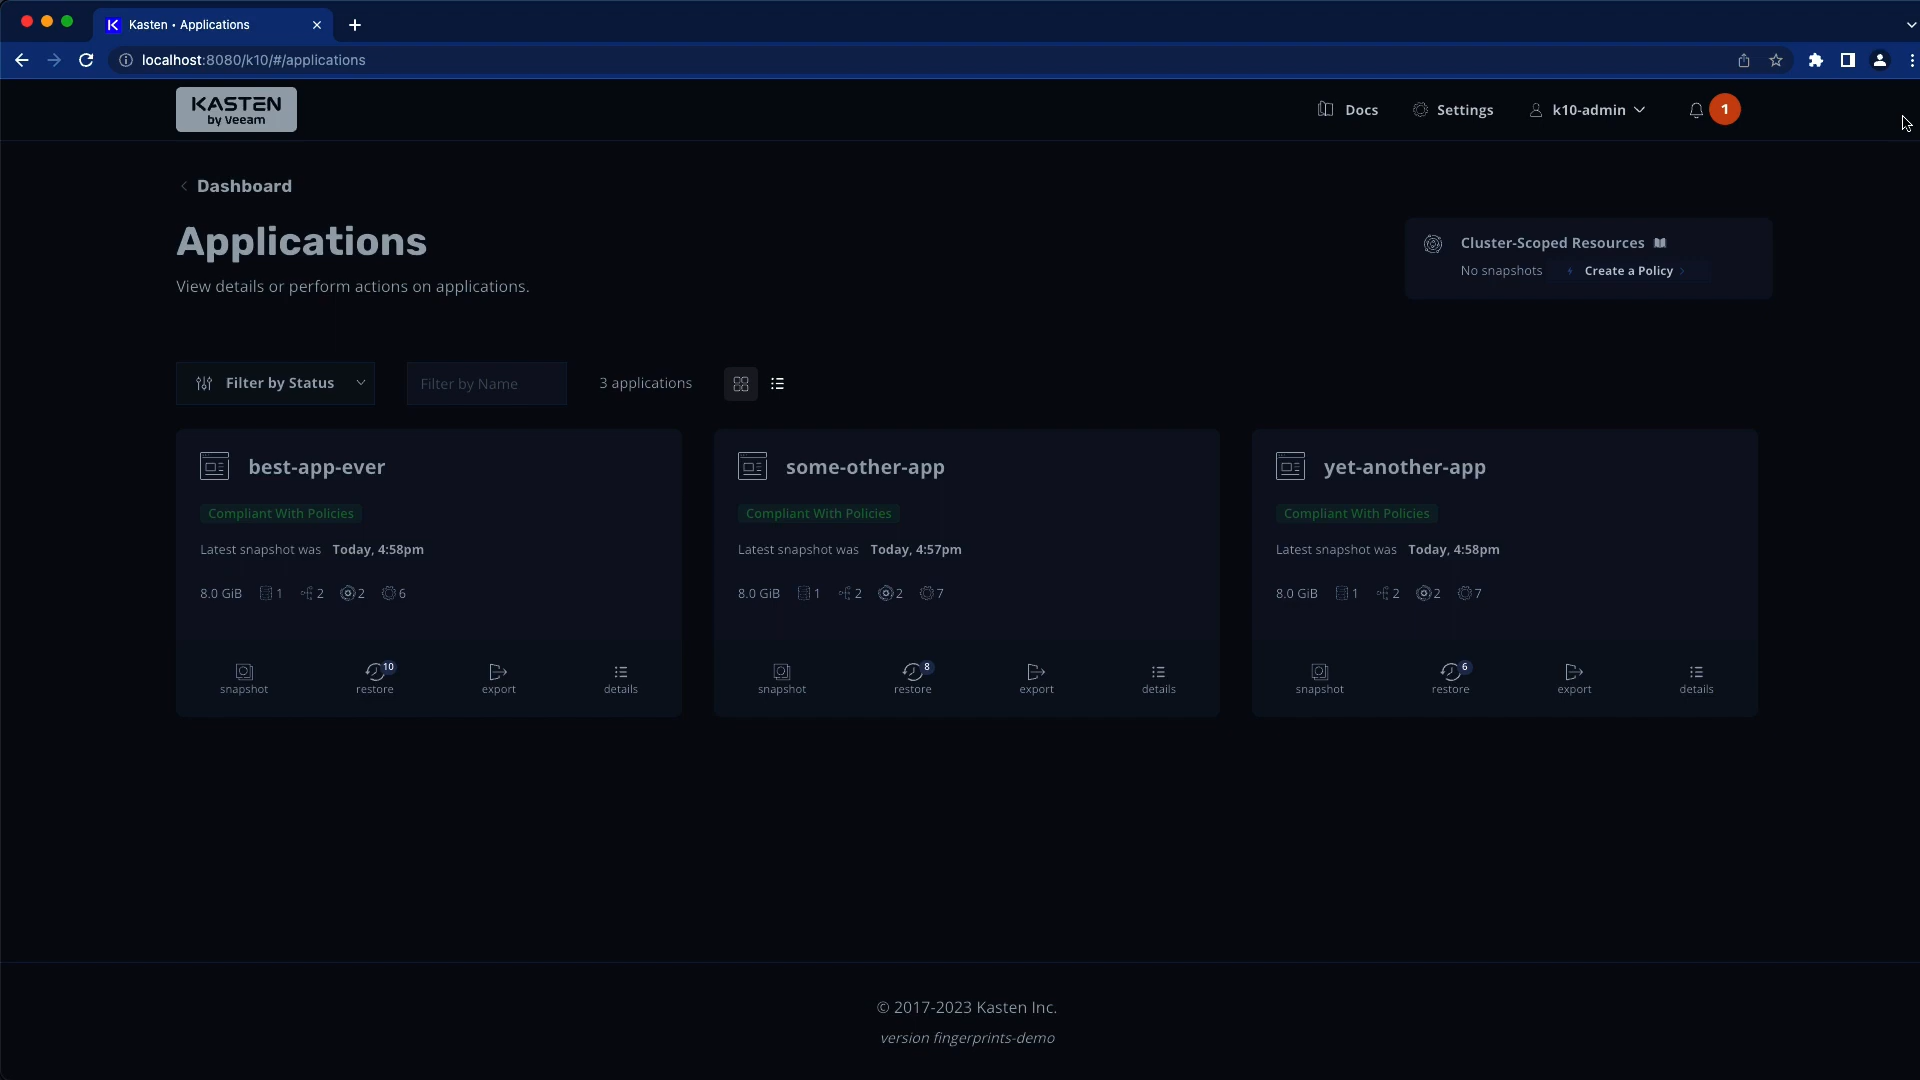 Kasten • Applications
localhost:8080/k10/#/applications
KASTEN
by Veeam
Docs
Settings
k10-admin
1
Dashboard
Applications
View details or perform actions on applications.
Cluster-Scoped Resources
No snapshots
Create a Policy
Filter by Status
Filter by Name
3 applications
best-app-ever
Compliant With Policies
Latest snapshot was Today, 4:58pm
8.0 GiB 1 2 2 6
snapshot
10
restore
export
details
some-other-app
Compliant With Policies
Latest snapshot was Today, 4:57pm
8.0 GiB 1 2 2 7
snapshot
8
restore
export
details
yet-another-app
Compliant With Policies
Latest snapshot was Today, 4:58pm
8.0 GiB 1 2 2 7
snapshot
6
restore
export
details
© 2017-2023 Kasten Inc.
version fingerprints-demo